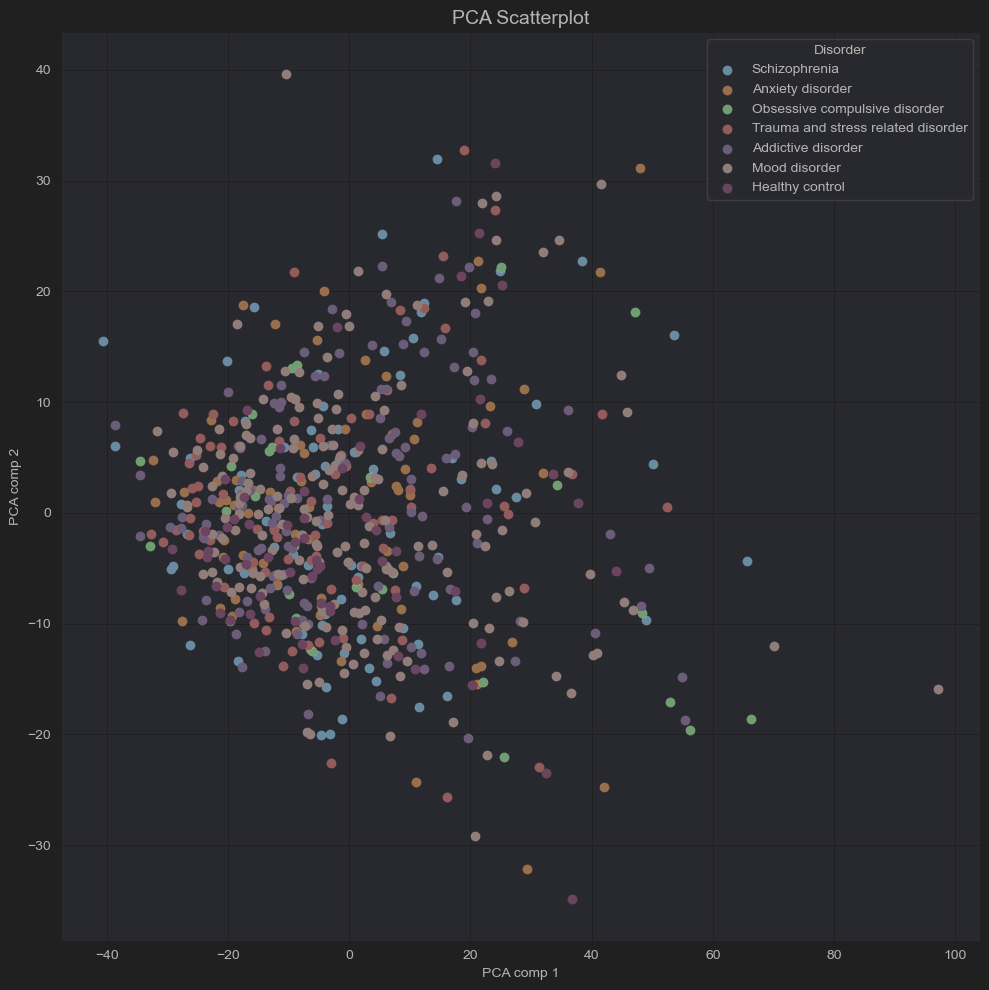 PCA Scatterplot
Disorder
Schizophrenia
Anxiety disorder
Obsessive compulsive disorder
Trauma and stress related disorder
Addictive disorder
Mood disorder
Healthy control
PCA comp 2
40
30
20
10
0
−10
−20
−30
−40
−20
0
20
40
60
80
100
PCA comp 1